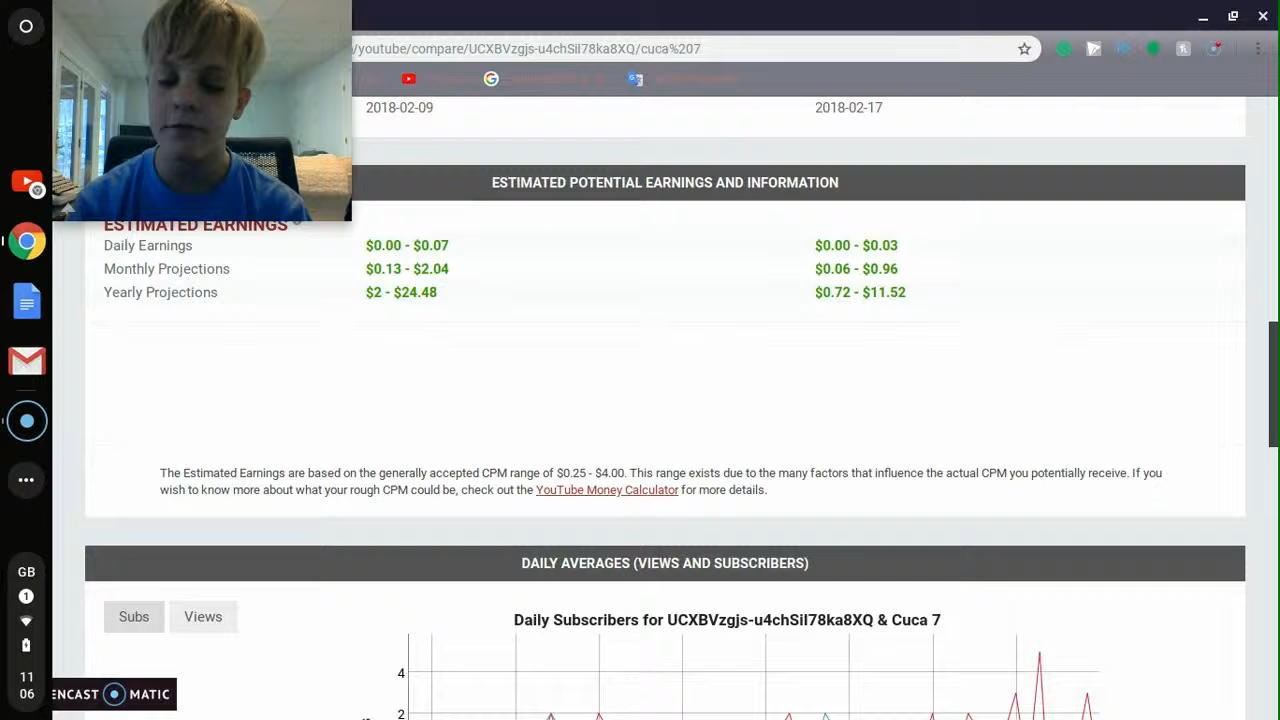 /youtube/compare/UCXBVzgjs-u4chSil78ka8XQ/cuca%207
2018-02-09 2018-02-17
ESTIMATED POTENTIAL EARNINGS AND INFORMATION
ESTIMATED EARNINGS
Daily Earnings $0.00 - $0.07 $0.00 - $0.03
Monthly Projections $0.13 - $2.04 $0.06 - $0.96
Yearly Projections $2 - $24.48 $0.72 - $11.52
The Estimated Earnings are based on the generally accepted CPM range of $0.25 - $4.00. This range exists due to the many factors that influence the actual CPM you potentially receive. If you
wish to know more about what your rough CPM could be, check out the YouTube Money Calculator for more details.
DAILY AVERAGES (VIEWS AND SUBSCRIBERS)
Subs Views
Daily Subscribers for UCXBVzgjs-u4chSil78ka8XQ & Cuca 7
4
2
GB
1
11
06
ENCAST MATIC